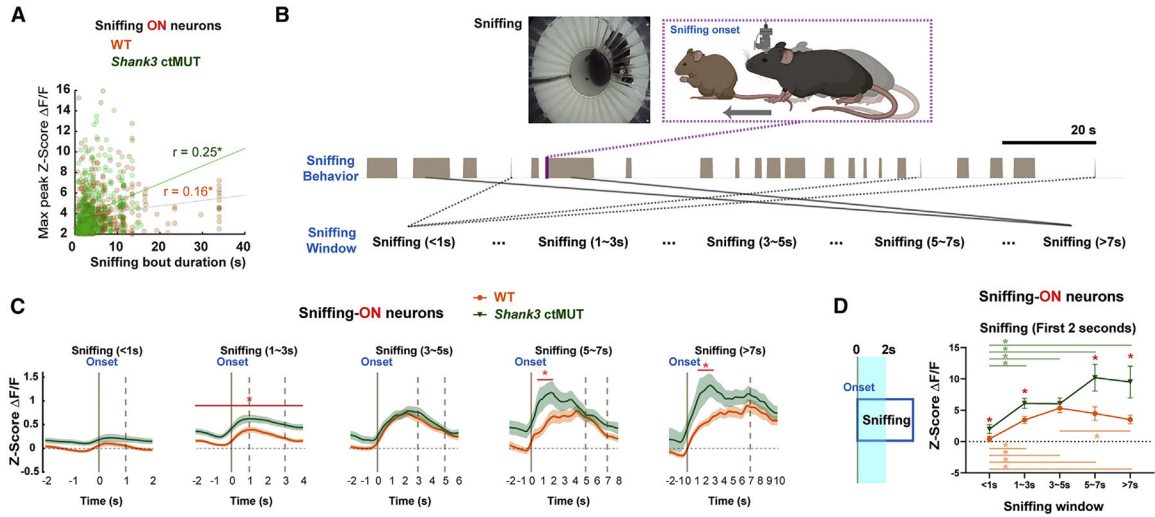 A
Sniffing ON neurons
WT
Shank3 ctMUT
Max peak Z-Score ΔF/F
16
14
12
10
8
6
4
2
r = 0.25*
r = 0.16*
0 10 20 30 40
Sniffing bout duration (s)
B
Sniffing
Sniffing onset
20 s
Sniffing
Behavior
Sniffing
Window
Sniffing (<1s) ... Sniffing (1~3s) ... Sniffing (3~5s) ... Sniffing (5~7s) ... Sniffing (>7s)
C
Sniffing-ON neurons
WT
Shank3 ctMUT
Z-Score ΔF/F
1.5
1
0.5
0
-0.5
Sniffing (<1s)
Onset
-2 -1 0 1 2
Time (s)
Sniffing (1~3s)
Onset
*
-2 -1 0 1 2 3 4
Time (s)
Sniffing (3~5s)
Onset
-2 -1 0 1 2 3 4 5 6
Time (s)
Sniffing (5~7s)
Onset
*
-2 -1 0 1 2 3 4 5 6 7 8
Time (s)
Sniffing (>7s)
Onset
*
-2 -1 0 1 2 3 4 5 6 7 8 9 10
Time (s)
D
Sniffing-ON neurons
0 2s
Onset
Sniffing
Sniffing (First 2 seconds)
Z-Score ΔF/F
15
10
5
0
-5
* * * *
* * * *
*
* * * *
<1s 1~3s 3~5s 5~7s >7s
Sniffing window